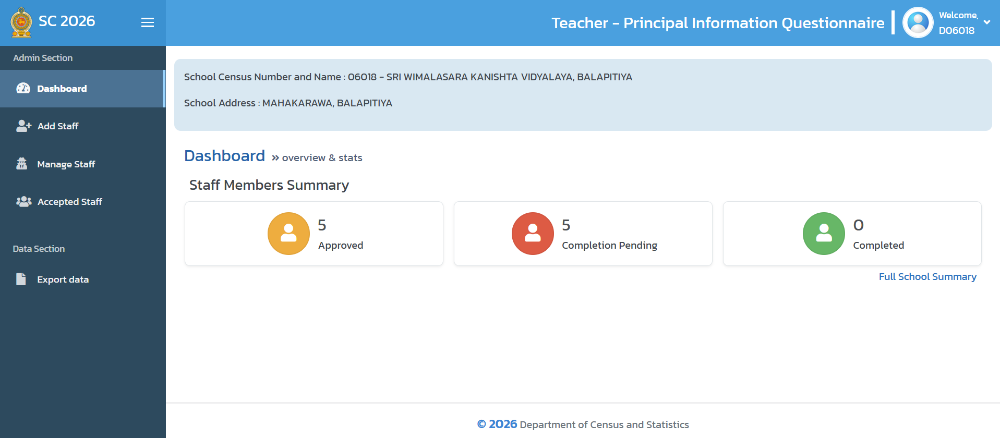 SC 2026
Teacher - Principal Information Questionnaire
Welcome,
D06018
Admin Section
Dashboard
Add Staff
Manage Staff
Accepted Staff
Data Section
Export data
School Census Number and Name : 06018 - SRI WIMALASARA KANISHTA VIDYALAYA, BALAPITIYA
School Address : MAHAKARAWA, BALAPITIYA
Dashboard » overview & stats
Staff Members Summary
5
Approved
5
Completion Pending
0
Completed
Full School Summary
© 2026 Department of Census and Statistics